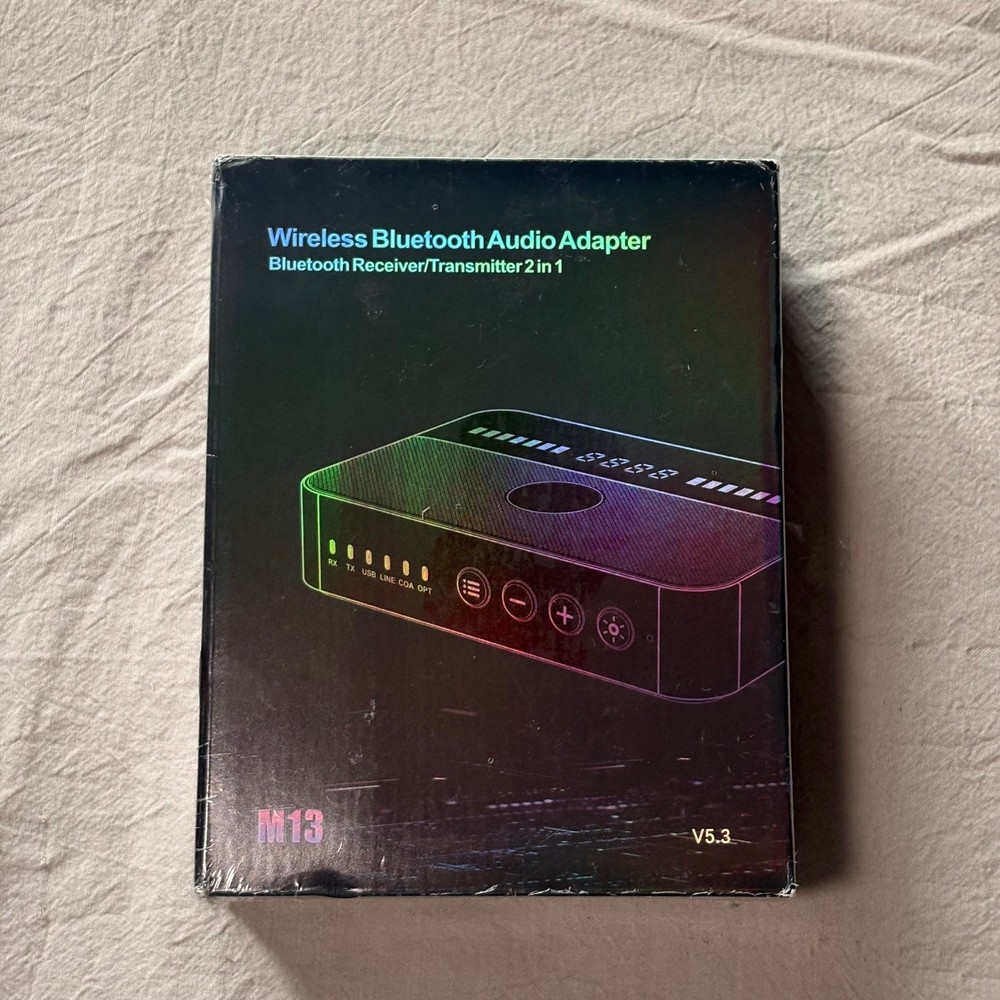 Wireless Bluetooth Audio Adapter
Bluetooth Receiver/Transmitter 2 in 1
8888
RX TX USB LINE COA OPT
M13
V5.3